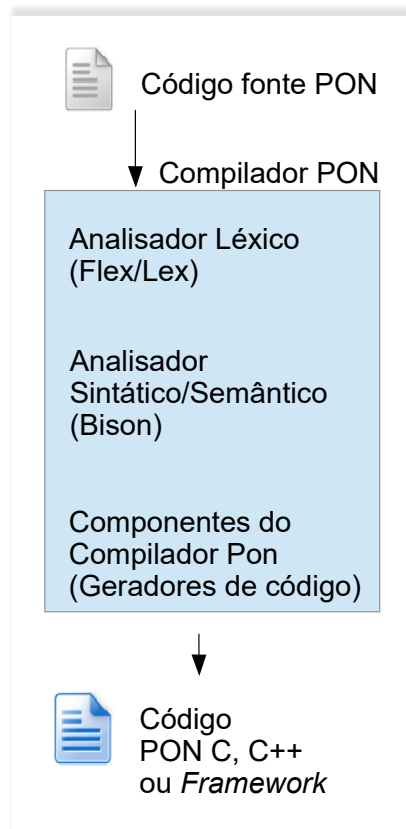 Código fonte PON
Compilador PON
Analisador Léxico
(Flex/Lex)
Analisador
Sintático/Semântico
(Bison)
Componentes do
Compilador Pon
(Geradores de código)
Código
PON C, C++
ou Framework